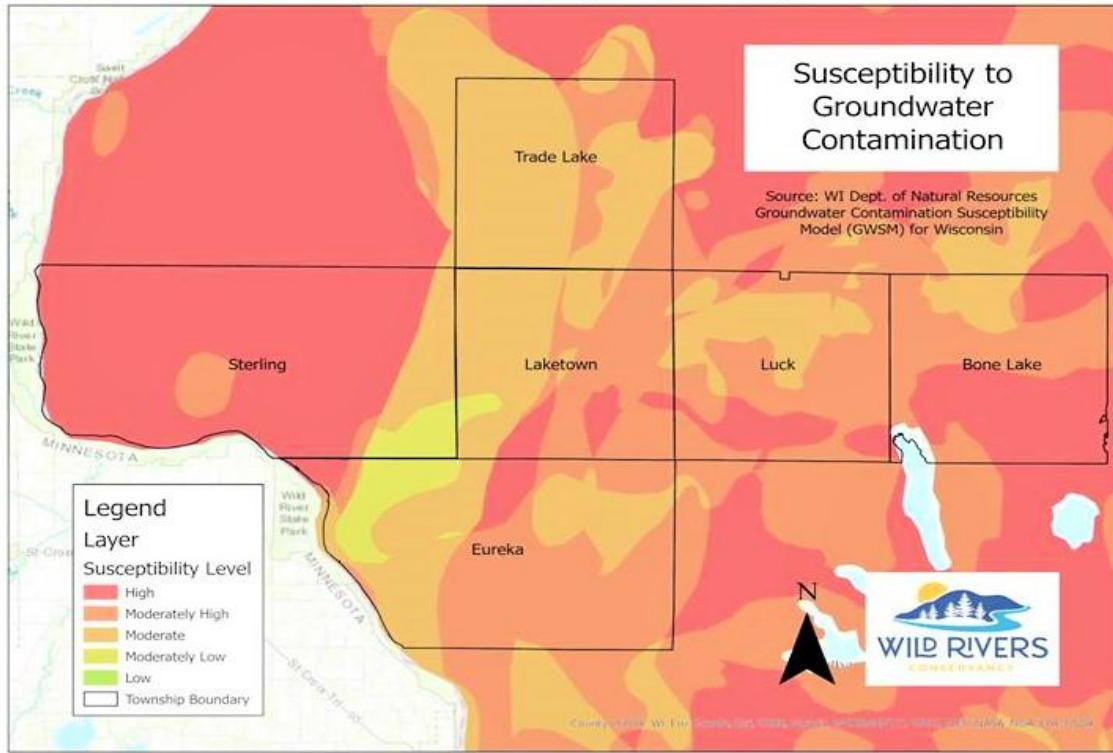 Susceptibility to
Groundwater
Contamination
Source: WI Dept. of Natural Resources
Groundwater Contamination Susceptibility
Model (GWSM) for Wisconsin
Creek
Trade Lake
Wild
River
State
Park
Sterling
Laketown
Luck
Bone Lake
MINNESOTA
Wild
River
State
Park
MINNESOTA
Eureka
Legend
Layer
Susceptibility Level
High
Moderately High
Moderate
Moderately Low
Low
Township Boundary
N
WILD RIVERS
CONSERVANCY